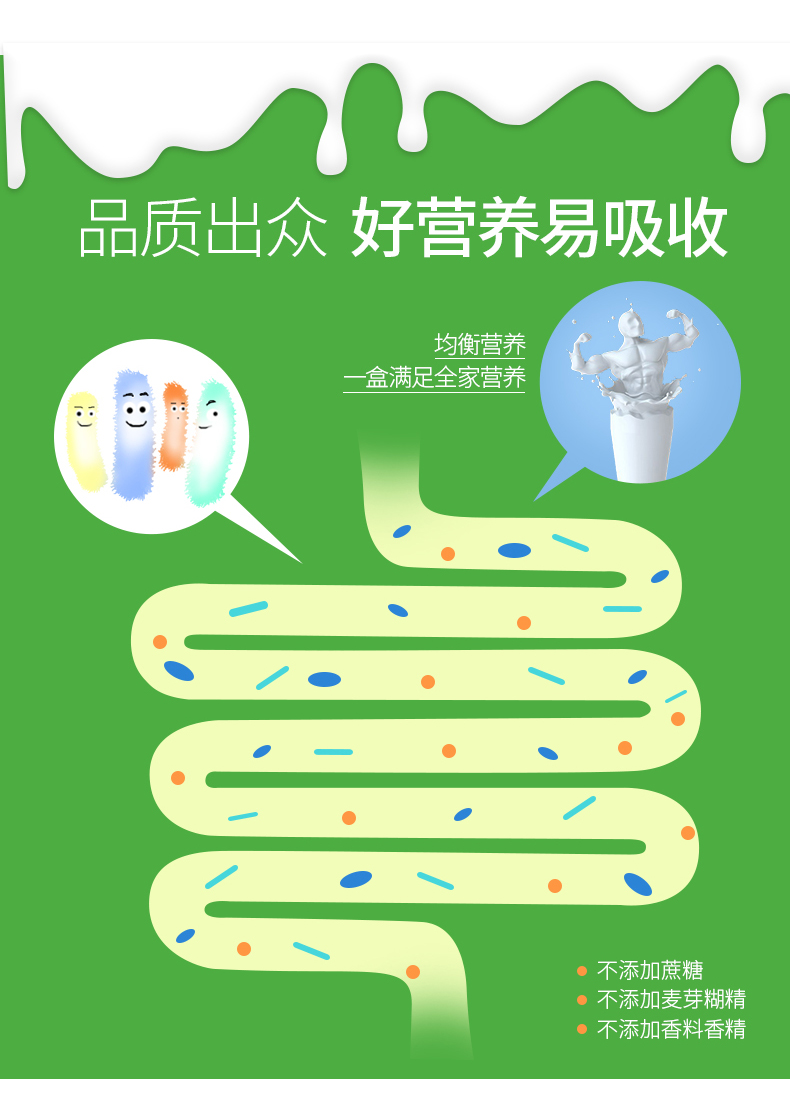 品质出众 好营养易吸收
均衡营养
一盒满足全家营养
不添加蔗糖
不添加麦芽糊精
不添加香料香精